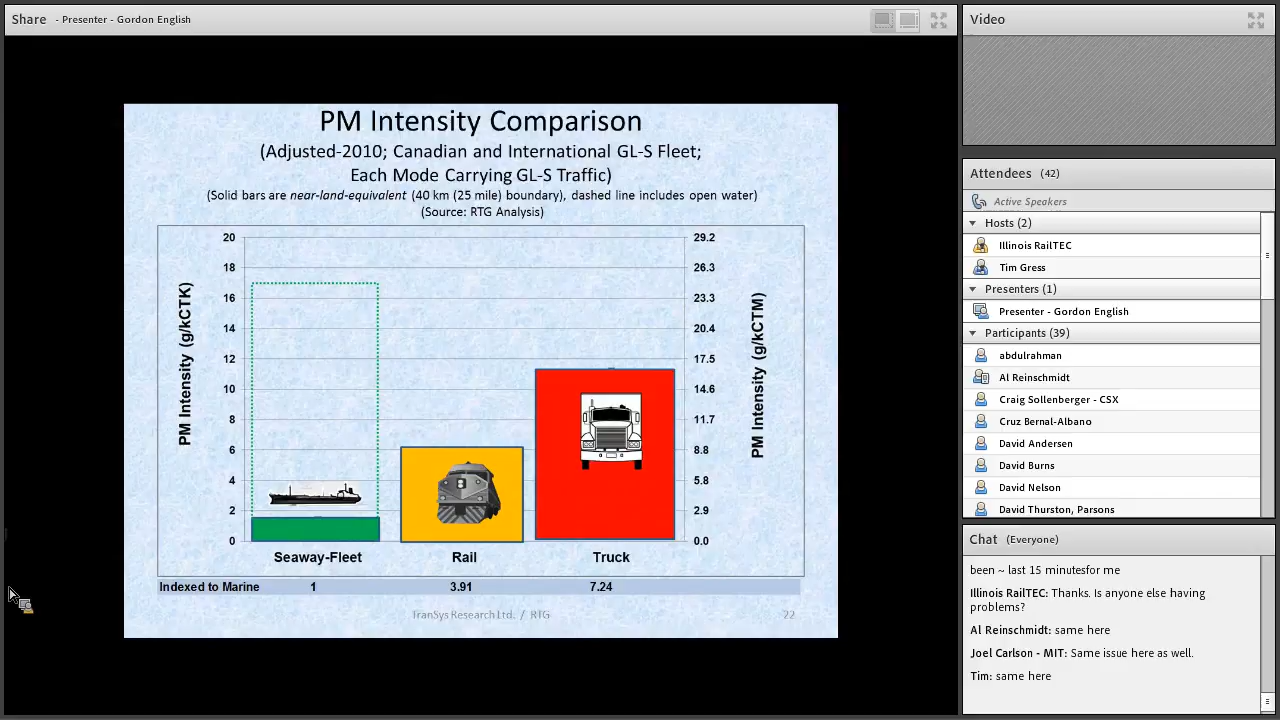 Share - Presenter - Gordon English
PM Intensity Comparison
(Adjusted-2010; Canadian and International GL-S Fleet;
Each Mode Carrying GL-S Traffic)
(Solid bars are near-land-equivalent (40 km (25 mile) boundary), dashed line includes open water)
(Source: RTG Analysis)
PM Intensity (g/kCTK)
20
18
16
14
12
10
8
6
4
2
0
29.2
26.3
23.3
20.4
17.5
14.6
11.7
8.8
5.8
2.9
0.0
PM Intensity (g/kCTM)
Seaway-Fleet Rail Truck
Indexed to Marine 1 3.91 7.24
TranSys Research Ltd. / RTG 22
Video
Attendees (42)
Active Speakers
Hosts (2)
Illinois RailTEC
Tim Gress
Presenters (1)
Presenter - Gordon English
Participants (39)
abdulrahman
Al Reinschmidt
Craig Sollenberger - CSX
Cruz Bernal-Albano
David Andersen
David Burns
David Nelson
David Thurston, Parsons
Chat (Everyone)
been ~ last 15 minutesfor me
Illinois RailTEC: Thanks. Is anyone else having
problems?
Al Reinschmidt: same here
Joel Carlson - MIT: Same issue here as well.
Tim: same here